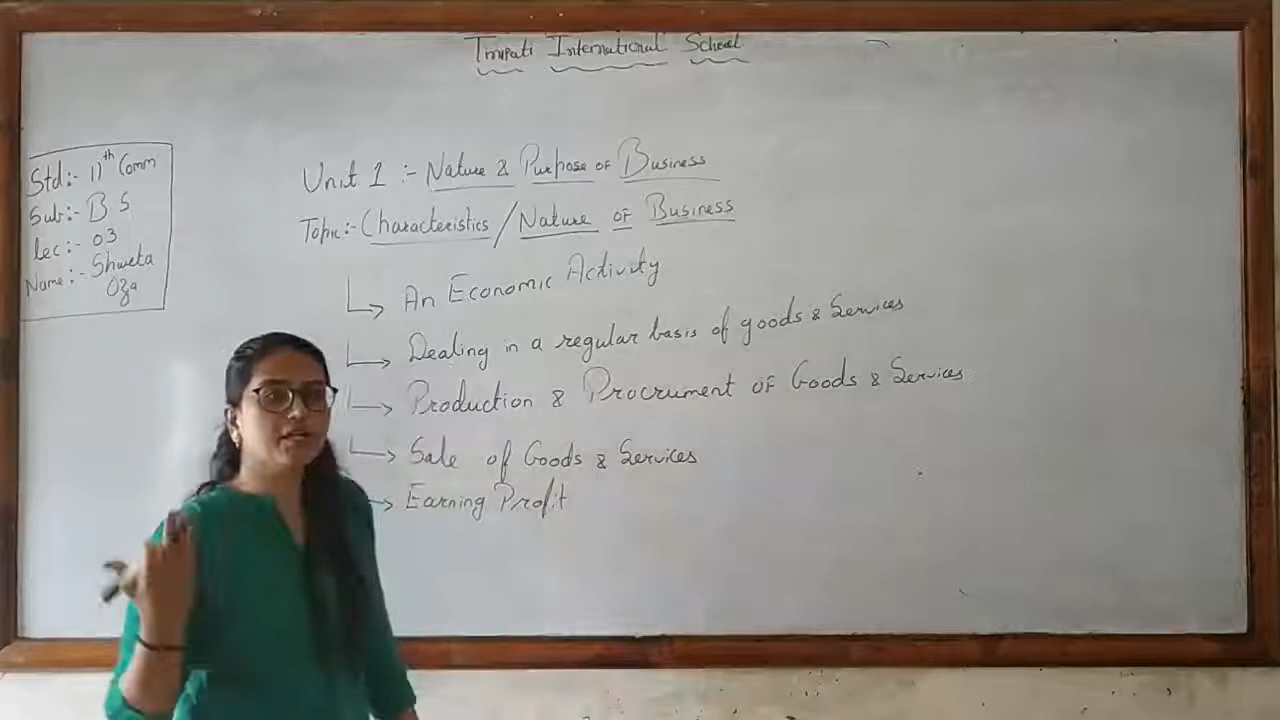 Tirupati International School
Std:- 11th Comm
Sub:- B S
lec:- 03
Name:- Shweta
Oza
Unit 1 :- Nature & Purpose of Business
Topic:- Characteristics / Nature of Business
An Economic Activity
Dealing in a regular basis of goods & Services
Production & Procrument of Goods & Services
Sale of Goods & Services
Earning Profit